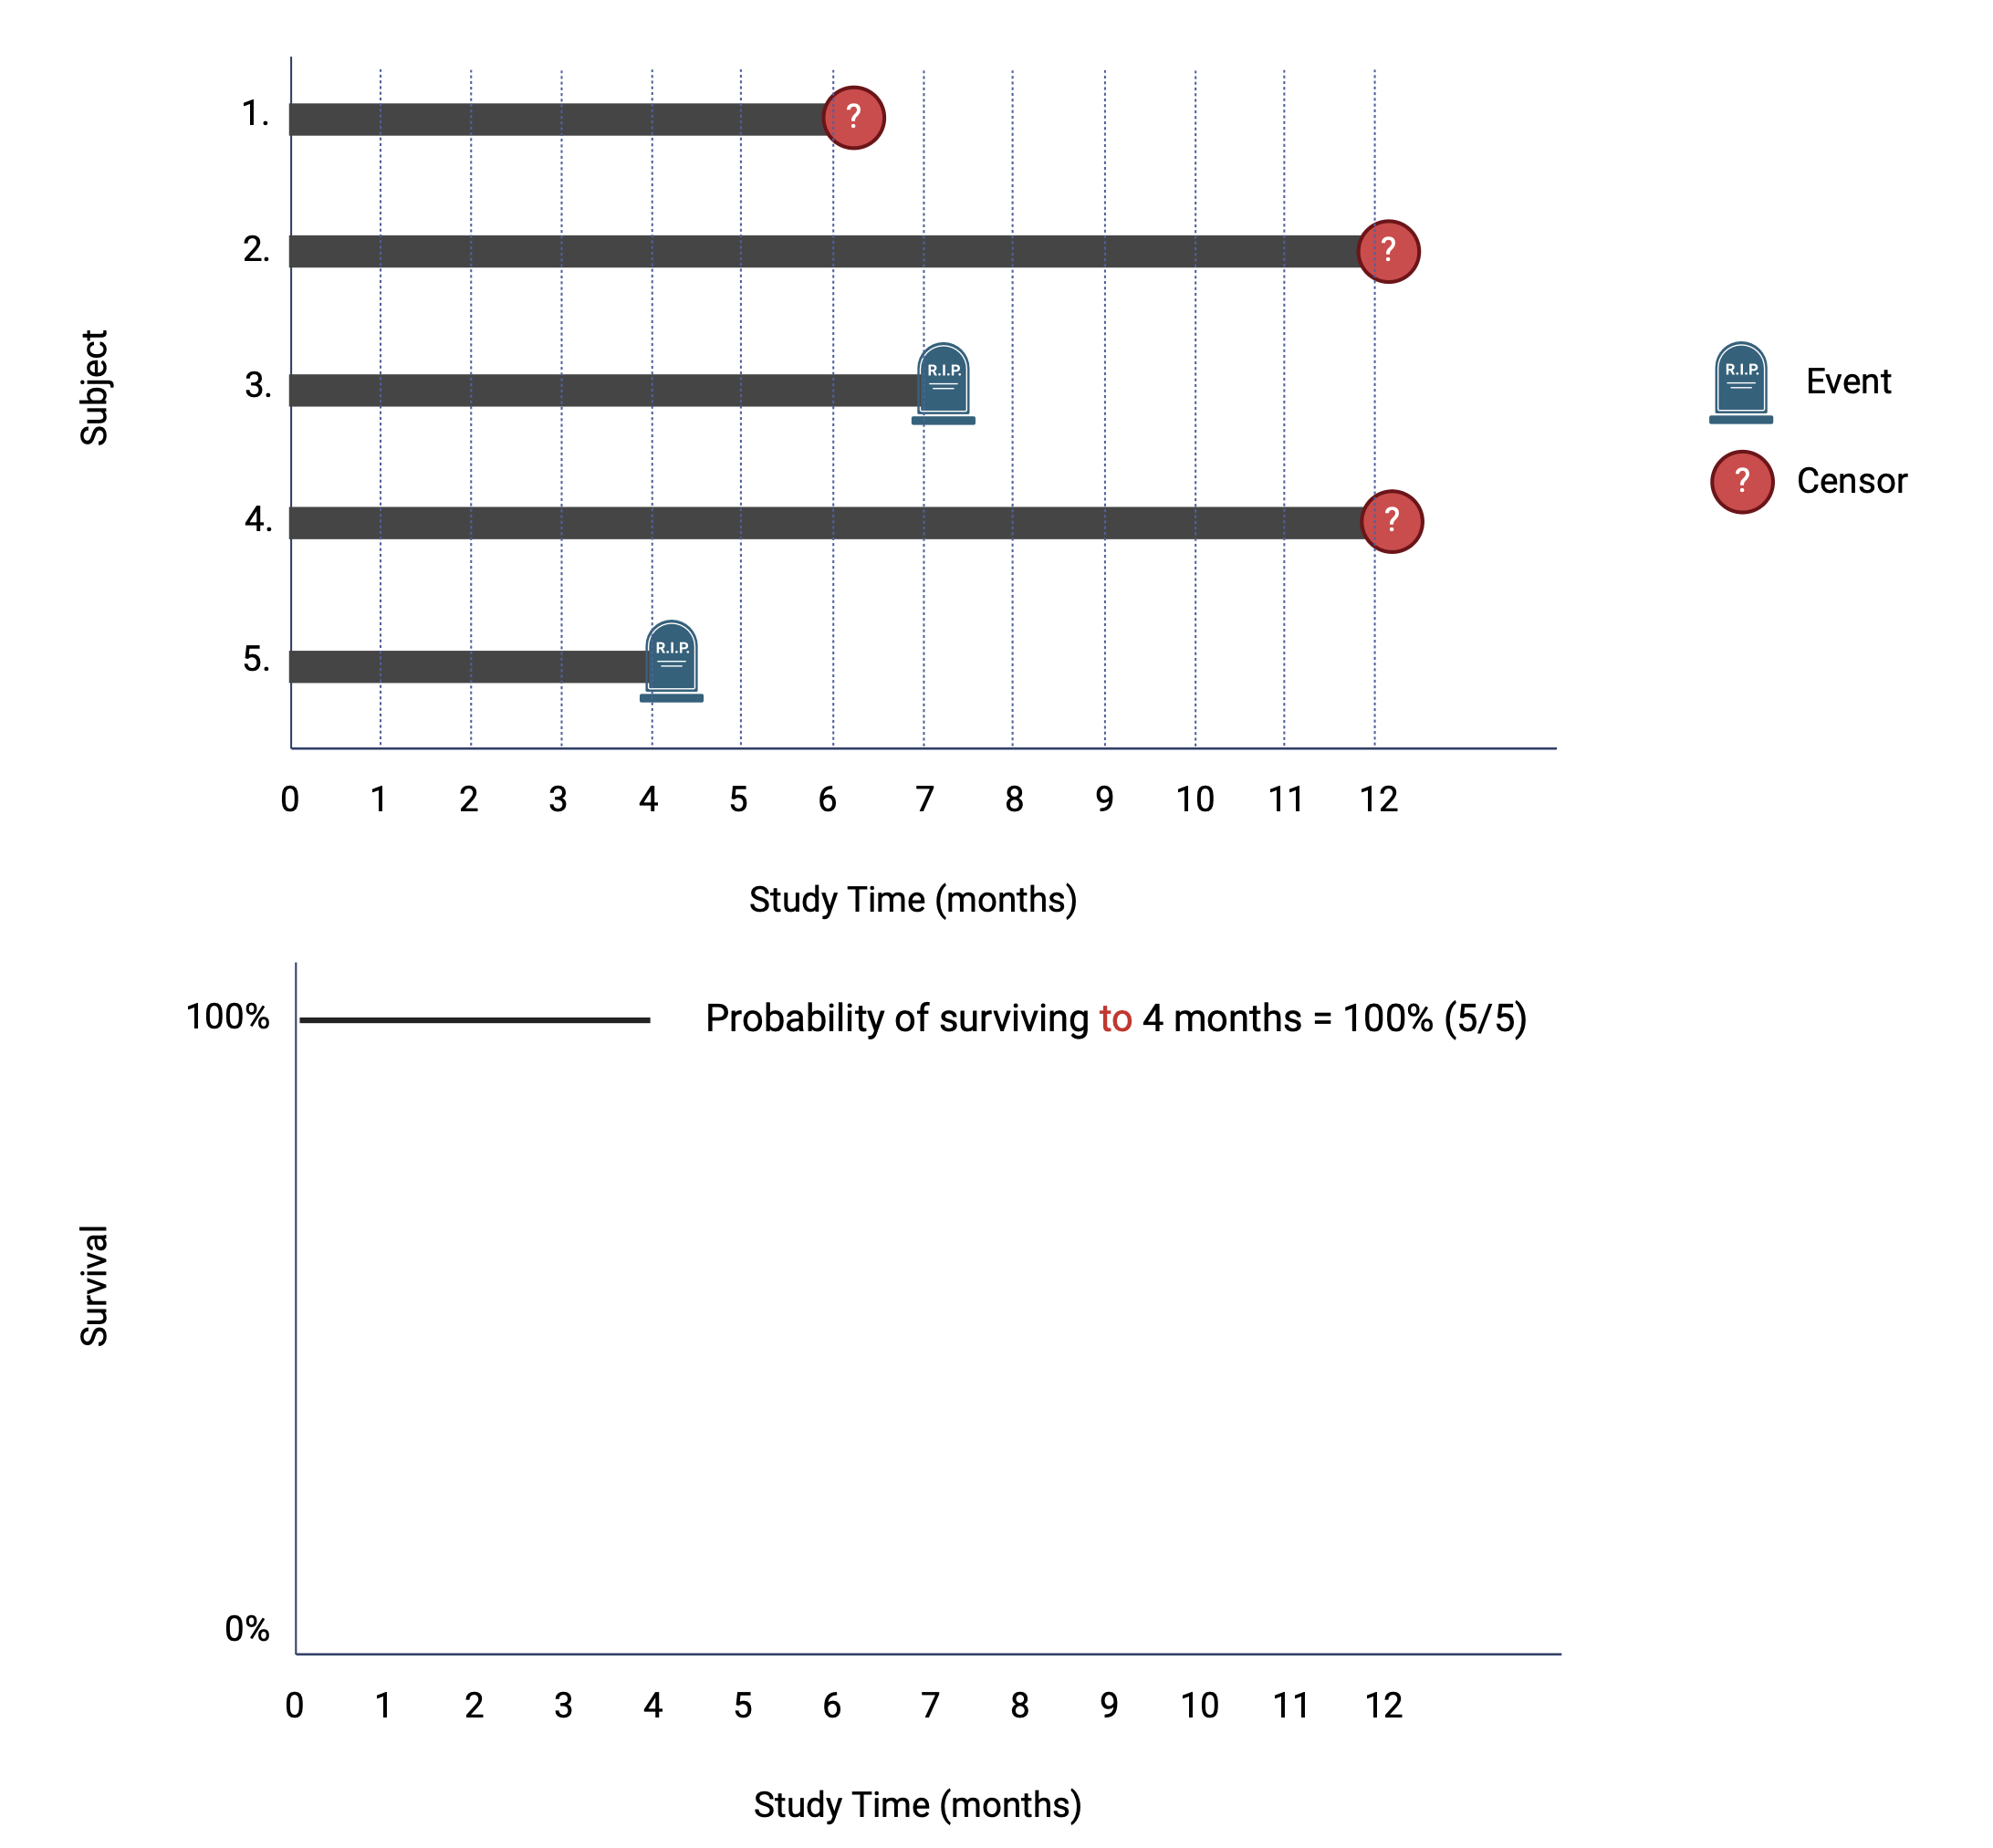 1.
?
2.
?
Subject
3.
R.I.P.
R.I.P.
Event
4.
?
?
Censor
5.
R.I.P.
0 1 2 3 4 5 6 7 8 9 10 11 12
Study Time (months)
100%
Probability of surviving to 4 months = 100% (5/5)
Survival
0%
0 1 2 3 4 5 6 7 8 9 10 11 12
Study Time (months)